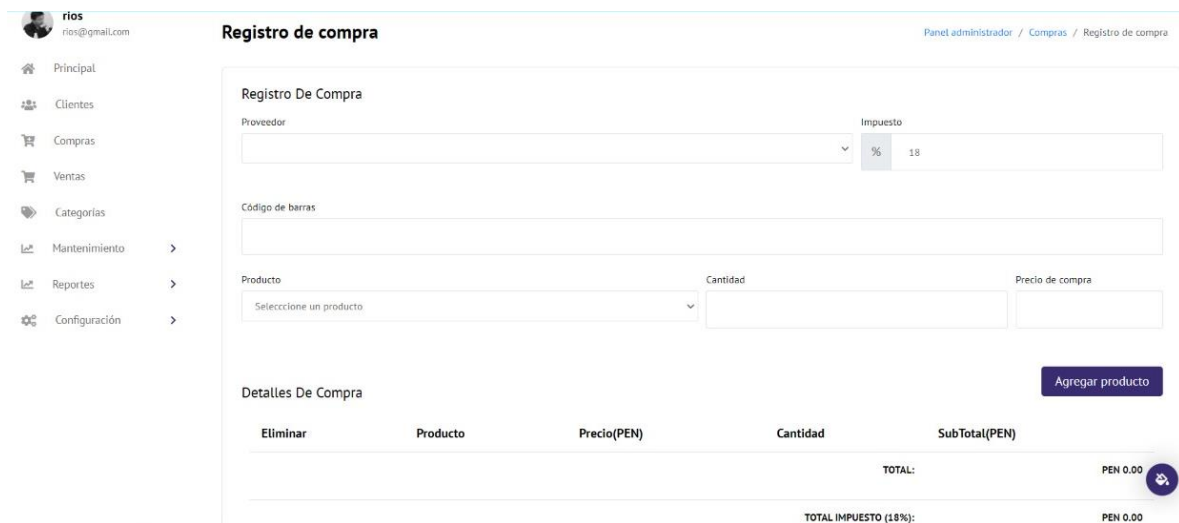 rios
rios@gmail.com
Principal
Clientes
Compras
Ventas
Categorías
Mantenimiento
Reportes
Configuración
Registro de compra
Panel administrador / Compras / Registro de compra
Registro De Compra
Proveedor
Impuesto
% 18
Código de barras
Producto
Cantidad
Precio de compra
Selecccione un producto
Agregar producto
Detalles De Compra
Eliminar Producto Precio(PEN) Cantidad SubTotal(PEN)
TOTAL: PEN 0.00
TOTAL IMPUESTO (18%): PEN 0.00